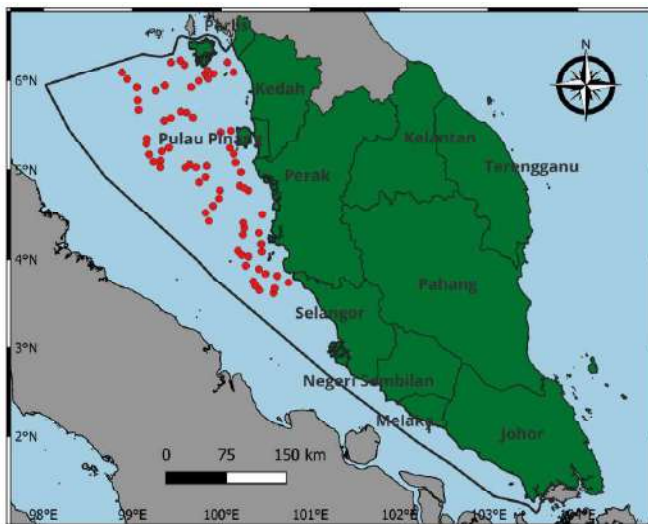 Perlis
N
6°N
Kedah
Pulau Pinang
Kelantan
Terengganu
5°N
Perak
4°N
Pahang
Selangor
3°N
Negeri Sembilan
Melaka
Johor
2°N
0 75 150 km
98°E 99°E 100°E 101°E 102°E 103°E 104°E